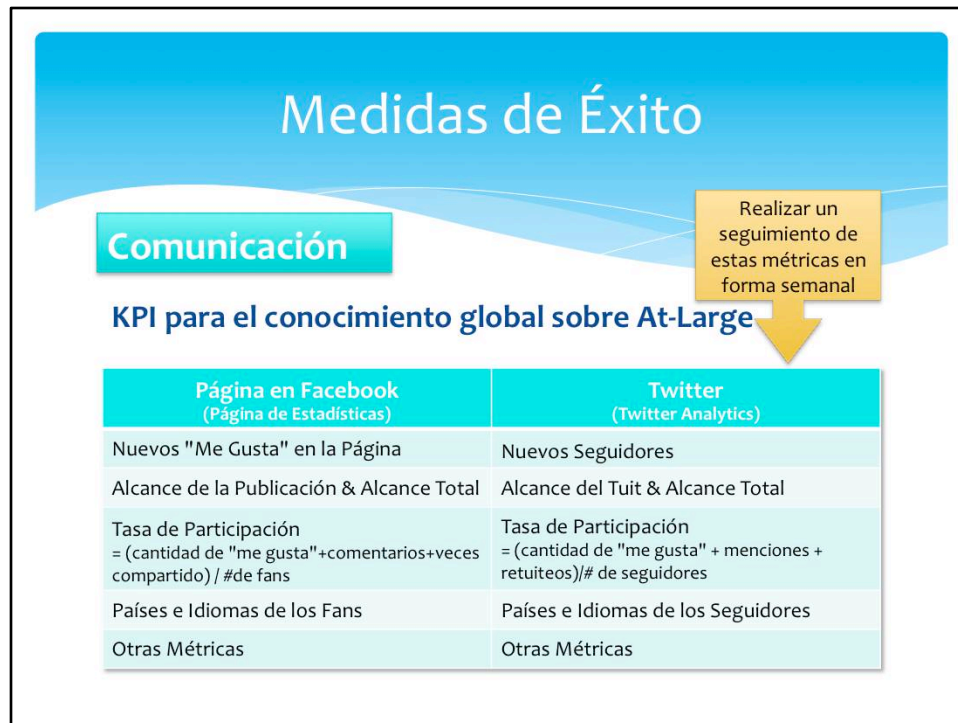 Medidas de Éxito
Realizar un
seguimiento de
estas métricas en
forma semanal
Comunicación
KPI para el conocimiento global sobre At-Large
Página en Facebook
(Página de Estadísticas)
Twitter
(Twitter Analytics)
Nuevos "Me Gusta" en la Página
Nuevos Seguidores
Alcance de la Publicación & Alcance Total
Alcance del Tuit & Alcance Total
Tasa de Participación
= (cantidad de "me gusta"+comentarios+veces
compartido) / #de fans
Tasa de Participación
= (cantidad de "me gusta" + menciones +
retuiteos)/# de seguidores
Países e Idiomas de los Fans
Países e Idiomas de los Seguidores
Otras Métricas
Otras Métricas